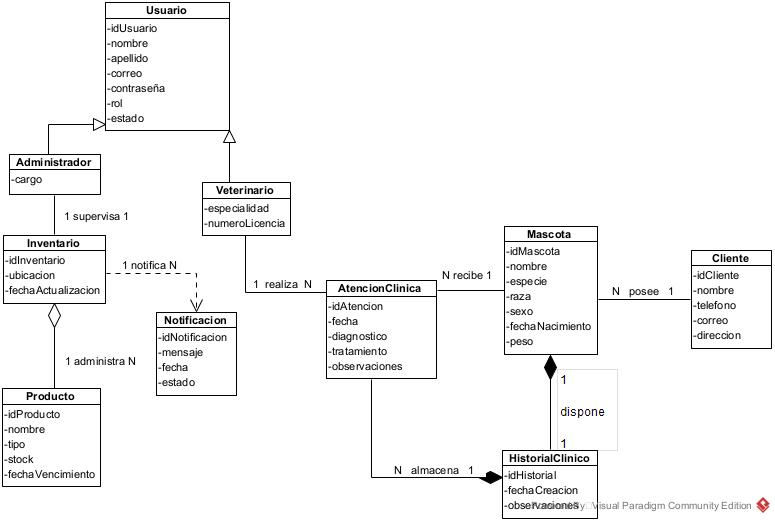 Usuario
-idUsuario
-nombre
-apellido
-correo
-contraseña
-rol
-estado
Administrador
-cargo
Veterinario
-especialidad
-numeroLicencia
1 supervisa 1
Inventario
-idInventario
-ubicacion
-fechaActualizacion
1 notifica N
Notificacion
-idNotificacion
-mensaje
-fecha
-estado
1 administra N
Producto
-idProducto
-nombre
-tipo
-stock
-fechaVencimiento
1 realiza N
AtencionClinica
-idAtencion
-fecha
-diagnostico
-tratamiento
-observaciones
N recibe 1
Mascota
-idMascota
-nombre
-especie
-raza
-sexo
-fechaNacimiento
-peso
N posee 1
Cliente
-idCliente
-nombre
-telefono
-correo
-direccion
1
dispone
1
N almacena 1
HistorialClinico
-idHistorial
-fechaCreacion
-observaciones
Visual Paradigm Community Edition